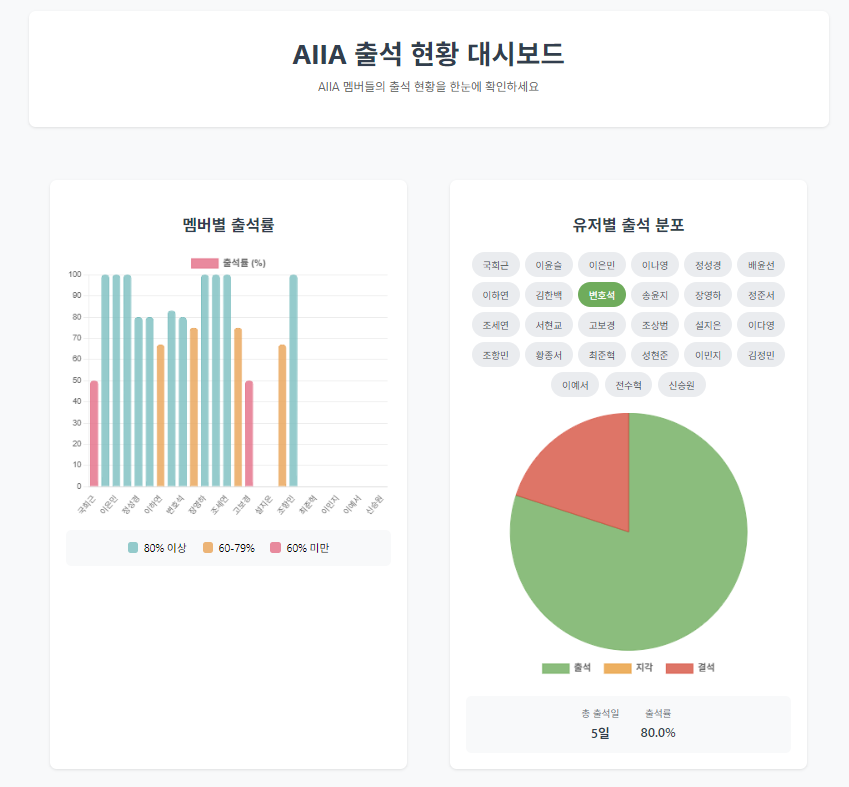 AIIA 출석 현황 대시보드
AIIA 멤버들의 출석 현황을 한눈에 확인하세요
멤버별 출석률
출석률 (%)
100
90
80
70
60
50
40
30
20
10
0
국희근 이은민 정성경 이하연 변호석 장영하 조세연 고보경 설지은 조항민 최준혁 이민지 이예서 신승원
80% 이상 60-79% 60% 미만
유저별 출석 분포
국희근 이윤슬 이은민 이나영 정성경 배윤선
이하연 김한백 변호석 송윤지 장영하 정준서
조세연 서현교 고보경 조상범 설지은 이다영
조항민 황종서 최준혁 성현준 이민지 김정민
이예서 전수혁 신승원
출석 지각 결석
총 출석일 출석률
5일 80.0%